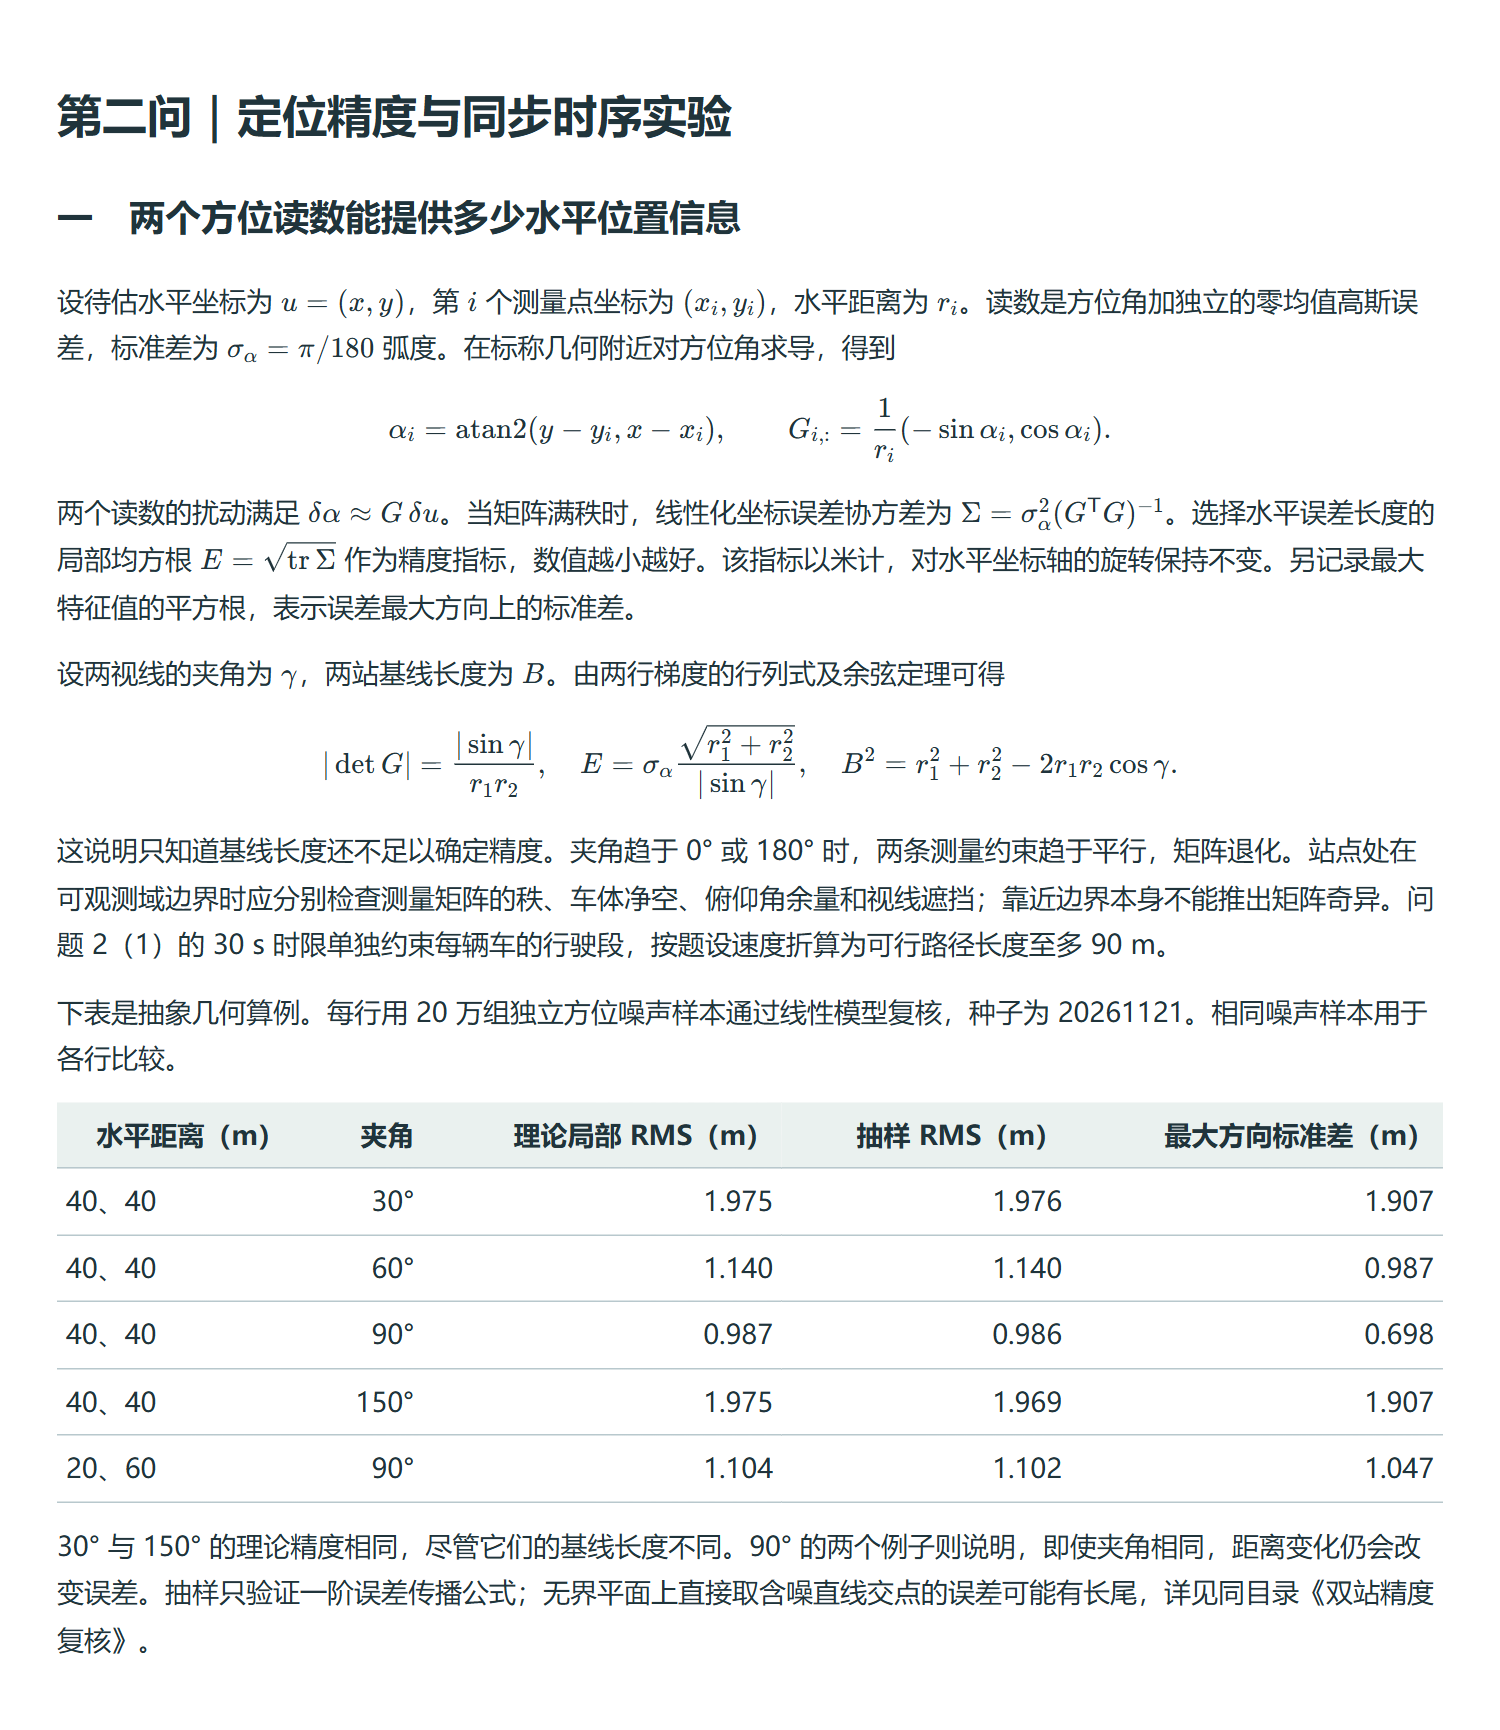 第二问｜定位精度与同步时序实验
一　两个方位读数能提供多少水平位置信息
设待估水平坐标为 u = (x, y)，第 i 个测量点坐标为 (xᵢ, yᵢ)，水平距离为 rᵢ。读数是方位角加独立的零均值高斯误
差，标准差为 σ_α = π/180 弧度。在标称几何附近对方位角求导，得到
αᵢ = atan2(y − yᵢ, x − xᵢ), G_{i,:} = \frac{1}{rᵢ}(− sin αᵢ, cos αᵢ).
两个读数的扰动满足 δα ≈ G δu。当矩阵满秩时，线性化坐标误差协方差为 Σ = σ_α²(G^⊤G)⁻¹。选择水平误差长度的
局部均方根 E = √(tr Σ) 作为精度指标，数值越小越好。该指标以米计，对水平坐标轴的旋转保持不变。另记录最大
特征值的平方根，表示误差最大方向上的标准差。
设两视线的夹角为 γ，两站基线长度为 B。由两行梯度的行列式及余弦定理可得
|det G| = \frac{|sin γ|}{r₁r₂}, E = σ_α \frac{√(r₁² + r₂²)}{|sin γ|}, B² = r₁² + r₂² − 2r₁r₂ cos γ.
这说明只知道基线长度还不足以确定精度。夹角趋于 0° 或 180° 时，两条测量约束趋于平行，矩阵退化。站点处在
可观测域边界时应分别检查测量矩阵的秩、车体净空、俯仰角余量和视线遮挡；靠近边界本身不能推出矩阵奇异。问
题 2（1）的 30 s 时限单独约束每辆车的行驶段，按题设速度折算为可行路径长度至多 90 m。
下表是抽象几何算例。每行用 20 万组独立方位噪声样本通过线性模型复核，种子为 20261121。相同噪声样本用于
各行比较。
水平距离（m） 夹角 理论局部 RMS（m） 抽样 RMS（m） 最大方向标准差（m）
40、40 30° 1.975 1.976 1.907
40、40 60° 1.140 1.140 0.987
40、40 90° 0.987 0.986 0.698
40、40 150° 1.975 1.969 1.907
20、60 90° 1.104 1.102 1.047
30° 与 150° 的理论精度相同，尽管它们的基线长度不同。90° 的两个例子则说明，即使夹角相同，距离变化仍会改
变误差。抽样只验证一阶误差传播公式；无界平面上直接取含噪直线交点的误差可能有长尾，详见同目录《双站精度
复核》。